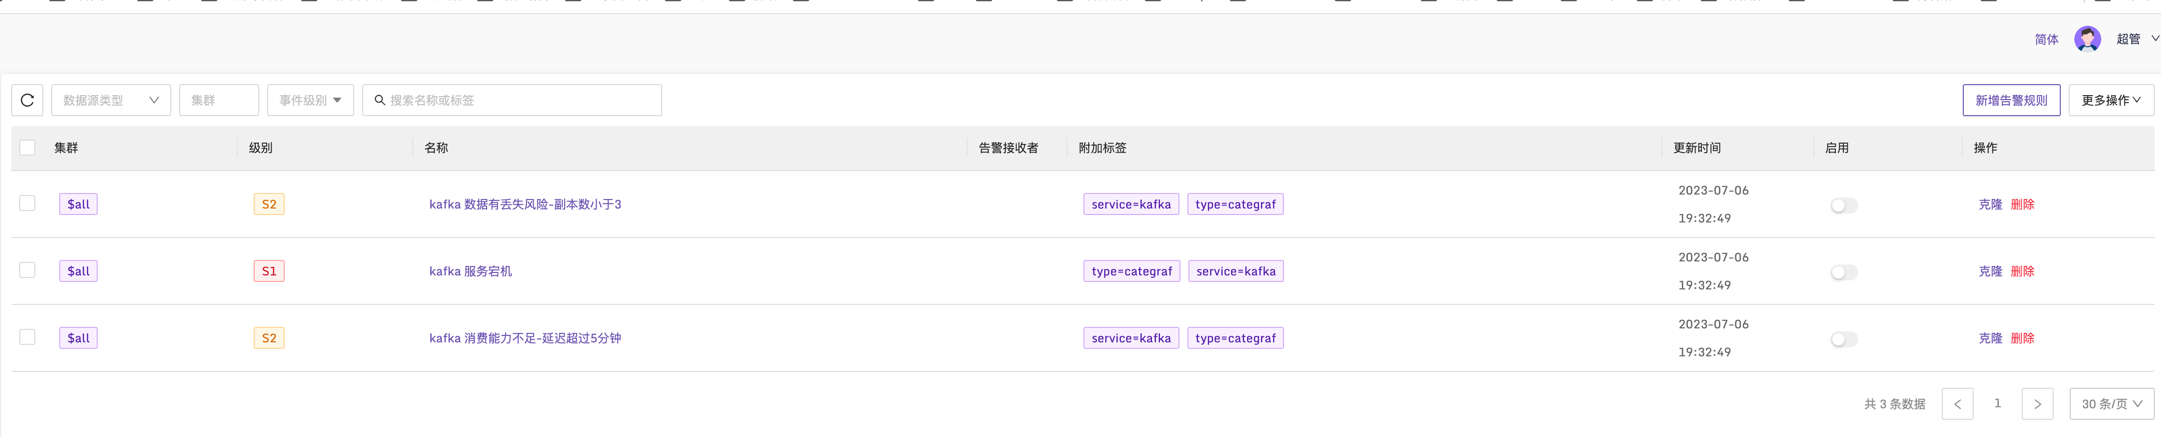 简体 超管
数据源类型 集群 事件级别 搜索名称或标签 新增告警规则 更多操作
集群 级别 名称 告警接收者 附加标签 更新时间 启用 操作
$all S2 kafka 数据有丢失风险-副本数小于3 service=kafka type=categraf 2023-07-06 19:32:49 克隆 删除
$all S1 kafka 服务宕机 type=categraf service=kafka 2023-07-06 19:32:49 克隆 删除
$all S2 kafka 消费能力不足-延迟超过5分钟 service=kafka type=categraf 2023-07-06 19:32:49 克隆 删除
共 3 条数据 1 30 条/页